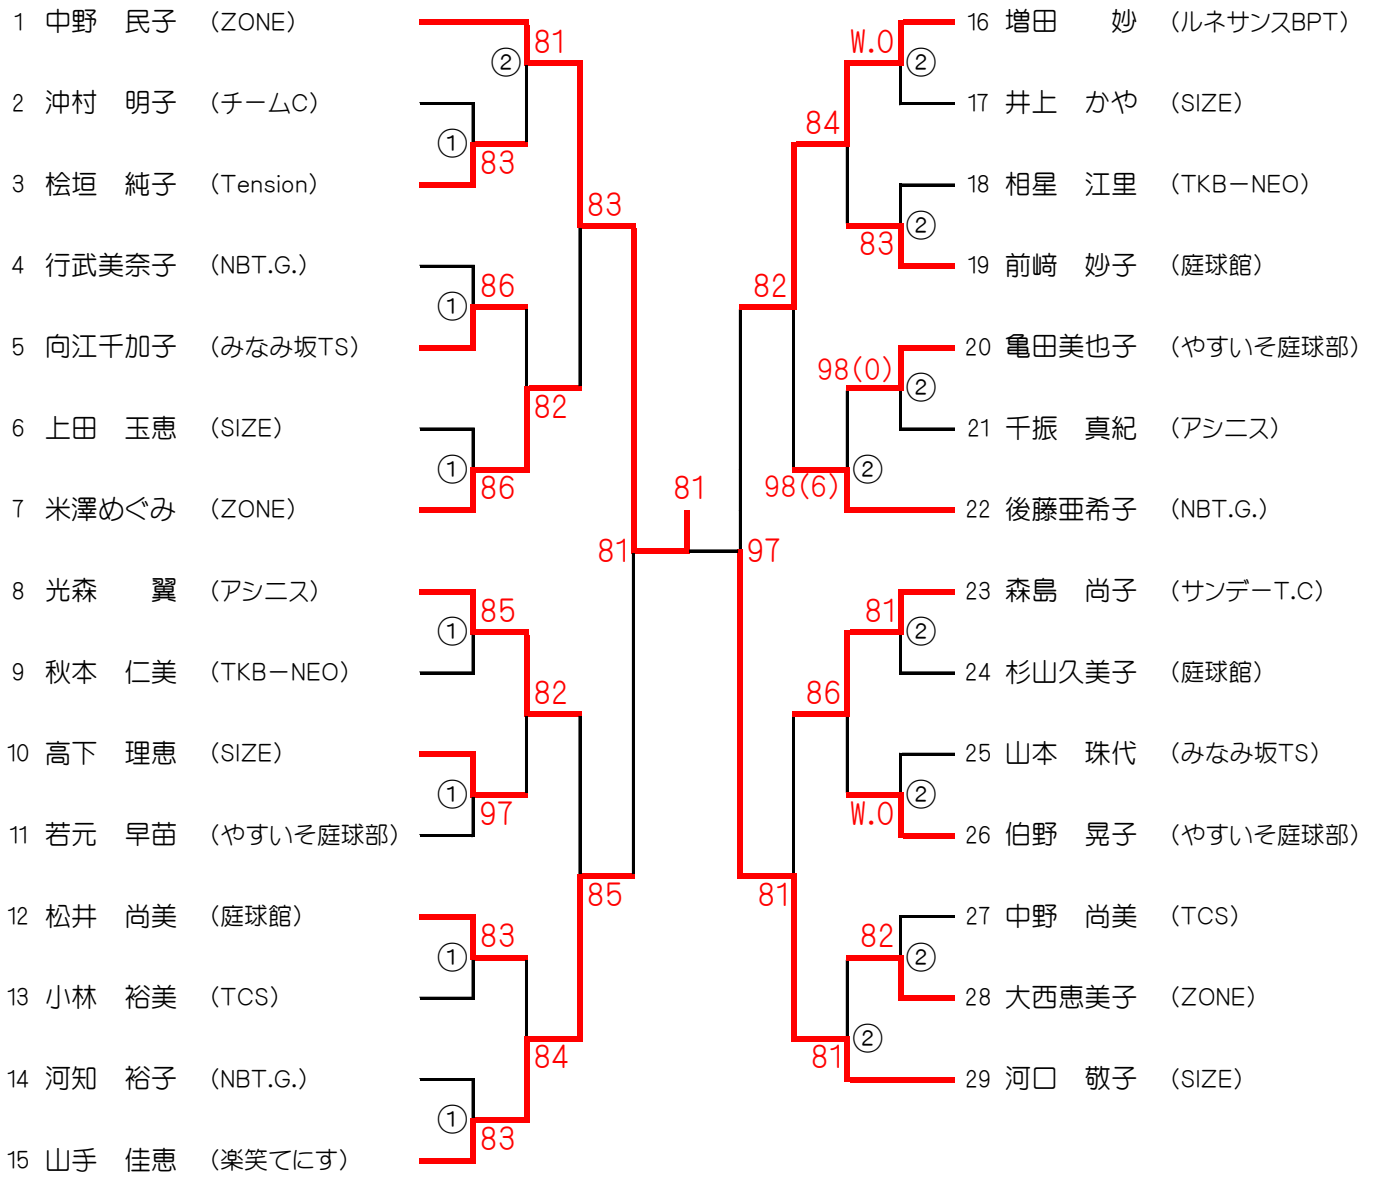 1 中野　民子 (ZONE)
2 沖村　明子 (チームC)
3 桧垣　純子 (Tension)
4 行武美奈子 (NBT.G.)
5 向江千加子 (みなみ坂TS)
6 上田　玉恵 (SIZE)
7 米澤めぐみ (ZONE)
8 光森　　翼 (アシニス)
9 秋本　仁美 (TKB－NEO)
10 高下　理恵 (SIZE)
11 若元　早苗 (やすいそ庭球部)
12 松井　尚美 (庭球館)
13 小林　裕美 (TCS)
14 河知　裕子 (NBT.G.)
15 山手　佳恵 (楽笑てにす)
81
②
①
83
83
86
①
82
①
86
85
①
82
①
97
85
83
①
84
①
83
81
81
97
W.O
②
84
②
83
82
98(0)
②
98(6)
②
81
②
86
②
W.O
81
82
②
81
②
16 増田　　妙 (ルネサンスBPT)
17 井上　かや (SIZE)
18 相星　江里 (TKB－NEO)
19 前﨑　妙子 (庭球館)
20 亀田美也子 (やすいそ庭球部)
21 千振　真紀 (アシニス)
22 後藤亜希子 (NBT.G.)
23 森島　尚子 (サンデーT.C)
24 杉山久美子 (庭球館)
25 山本　珠代 (みなみ坂TS)
26 伯野　晃子 (やすいそ庭球部)
27 中野　尚美 (TCS)
28 大西恵美子 (ZONE)
29 河口　敬子 (SIZE)